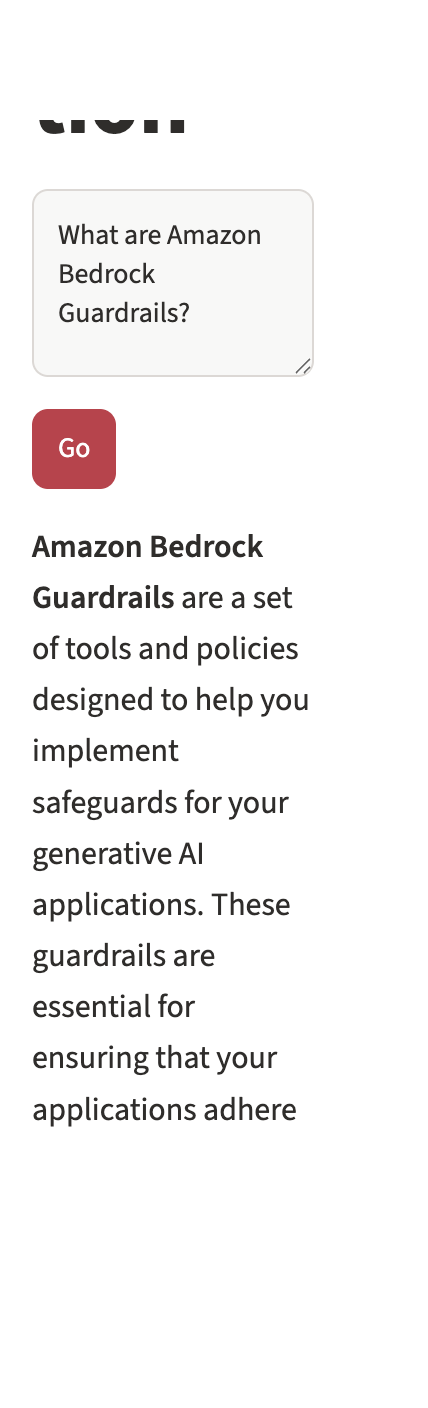 tion
What are Amazon
Bedrock
Guardrails?
Go
Amazon Bedrock
Guardrails are a set
of tools and policies
designed to help you
implement
safeguards for your
generative AI
applications. These
guardrails are
essential for
ensuring that your
applications adhere